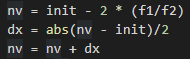 nv = init - 2 * (f1/f2)
dx = abs(nv - init)/2
nv = nv + dx